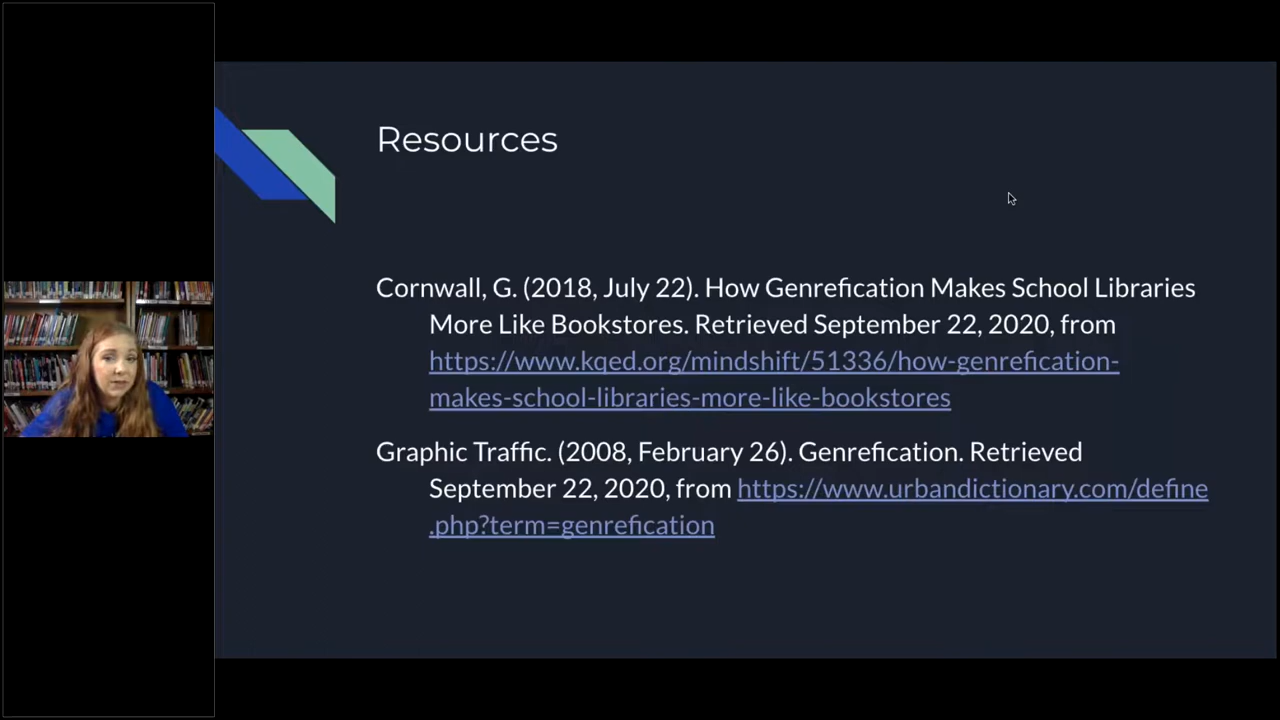 Resources
Cornwall, G. (2018, July 22). How Genrefication Makes School Libraries
More Like Bookstores. Retrieved September 22, 2020, from
https://www.kqed.org/mindshift/51336/how-genrefication-
makes-school-libraries-more-like-bookstores
Graphic Traffic. (2008, February 26). Genrefication. Retrieved
September 22, 2020, from https://www.urbandictionary.com/define
.php?term=genrefication